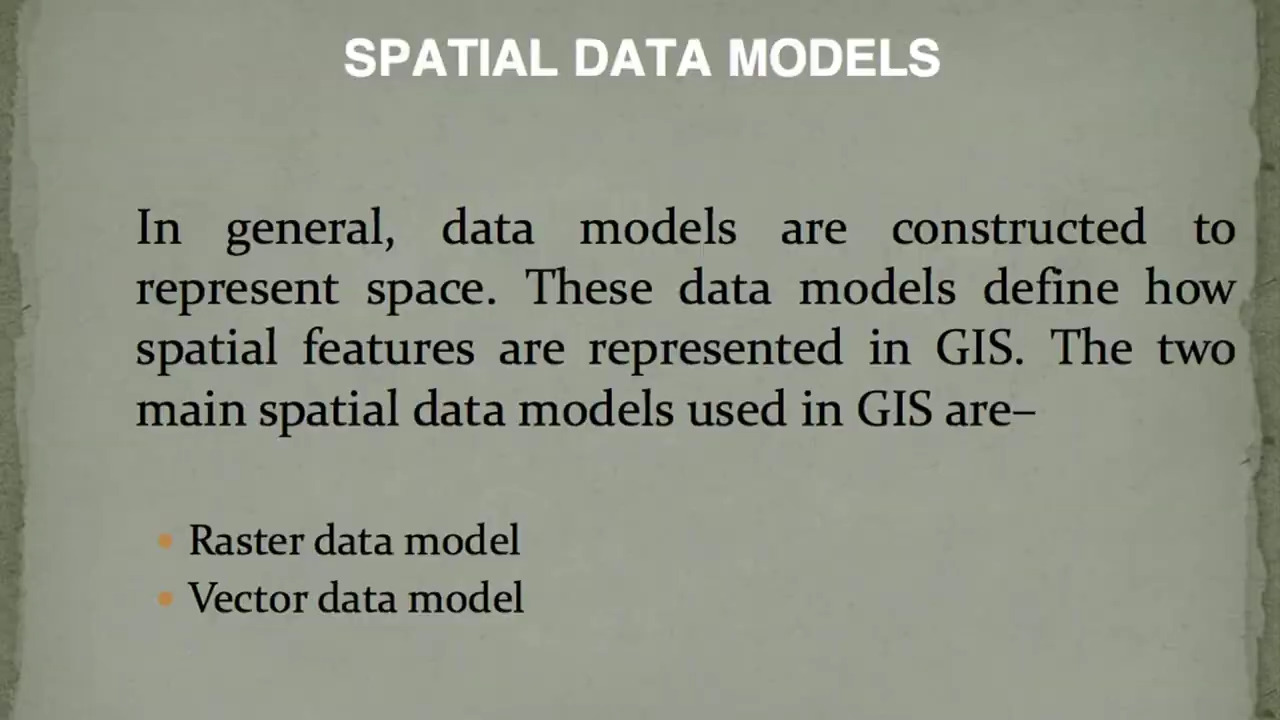 SPATIAL DATA MODELS
In general, data models are constructed to
represent space. These data models define how
spatial features are represented in GIS. The two
main spatial data models used in GIS are–
• Raster data model
• Vector data model